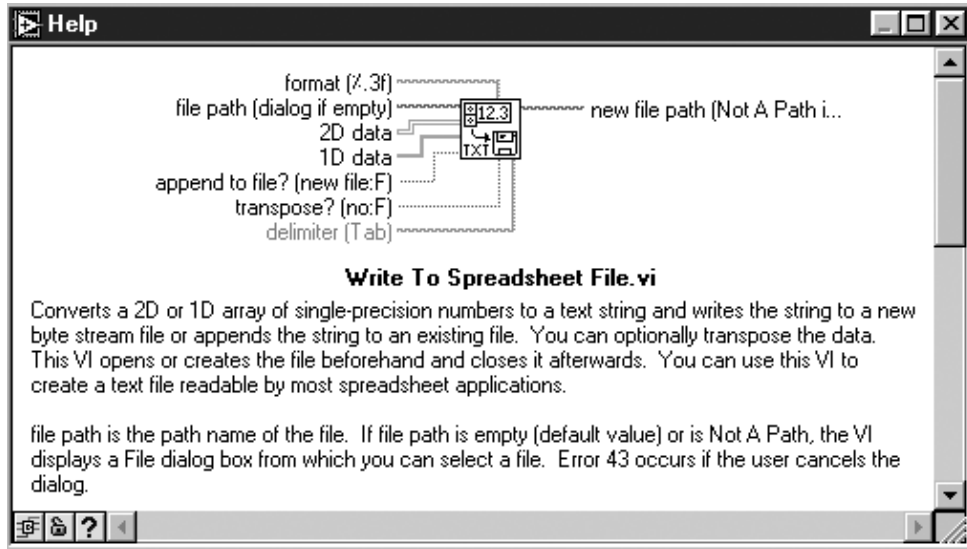 Help
format (%.3f)
file path (dialog if empty)
2D data
1D data
append to file? (new file:F)
transpose? (no:F)
delimiter (Tab)
12.3
TXT
new file path (Not A Path i...
Write To Spreadsheet File.vi
Converts a 2D or 1D array of single-precision numbers to a text string and writes the string to a new
byte stream file or appends the string to an existing file.  You can optionally transpose the data.
This VI opens or creates the file beforehand and closes it afterwards.  You can use this VI to
create a text file readable by most spreadsheet applications.
file path is the path name of the file.  If file path is empty (default value) or is Not A Path, the VI
displays a File dialog box from which you can select a file.  Error 43 occurs if the user cancels the
dialog.
?